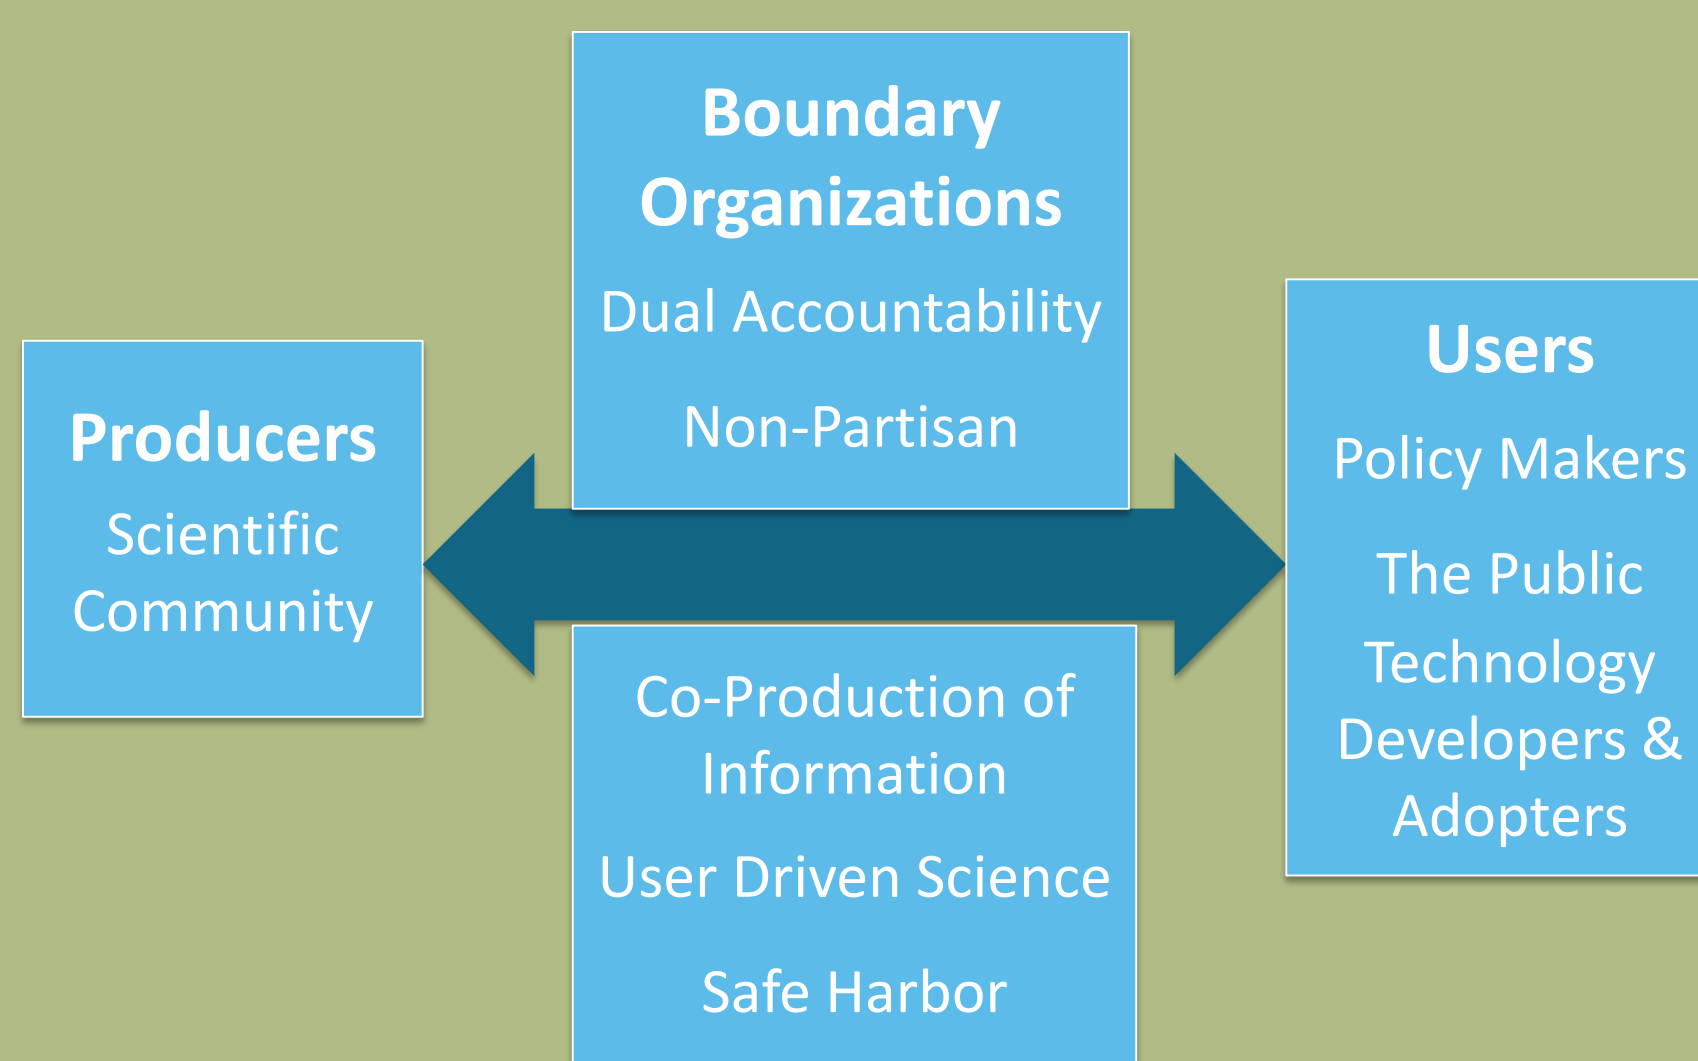 Boundary
Organizations
Dual Accountability
Non-Partisan
Producers
Scientific
Community
Users
Policy Makers
The Public
Technology
Developers &
Adopters
Co-Production of
Information
User Driven Science
Safe Harbor